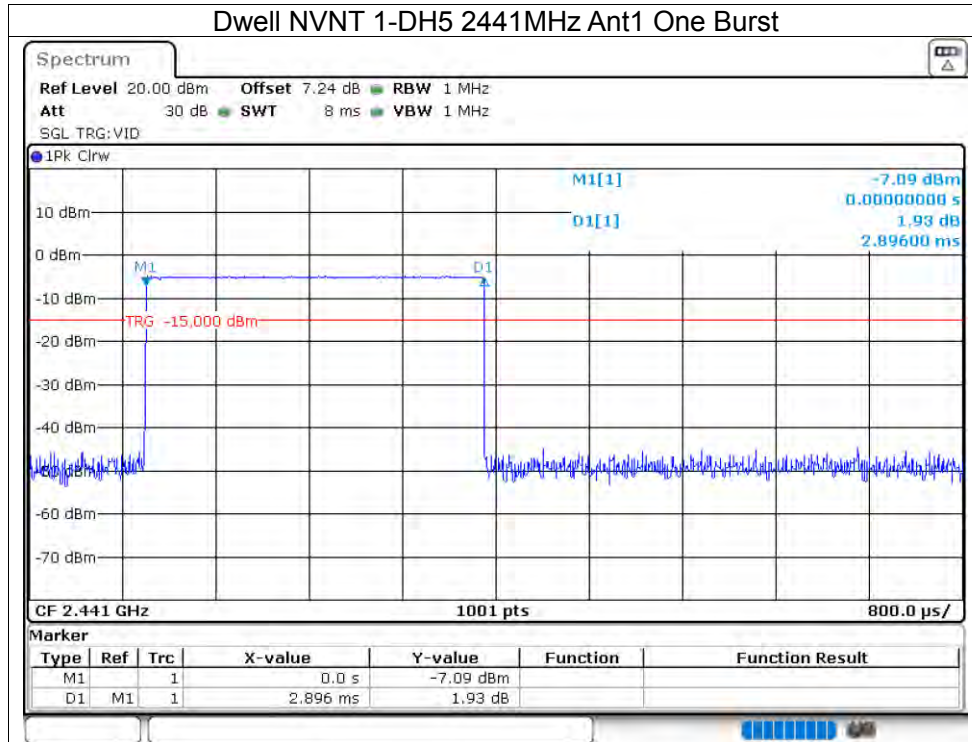 Dwell NVNT 1-DH5 2441MHz Ant1 One Burst
Spectrum
Ref Level 20.00 dBm Offset 7.24 dB RBW 1 MHz
Att 30 dB SWT 8 ms VBW 1 MHz
SGL TRG:VID
1Pk Clrw
M1[1] -7.09 dBm
0.00000000 s
D1[1] 1.93 dB
2.89600 ms
10 dBm
0 dBm
M1 D1
-10 dBm
TRG -15.000 dBm
-20 dBm
-30 dBm
-40 dBm
-50 dBm
-60 dBm
-70 dBm
CF 2.441 GHz 1001 pts 800.0 µs/
Marker
Type Ref Trc X-value Y-value Function Function Result
M1 1 0.0 s -7.09 dBm
D1 M1 1 2.896 ms 1.93 dB